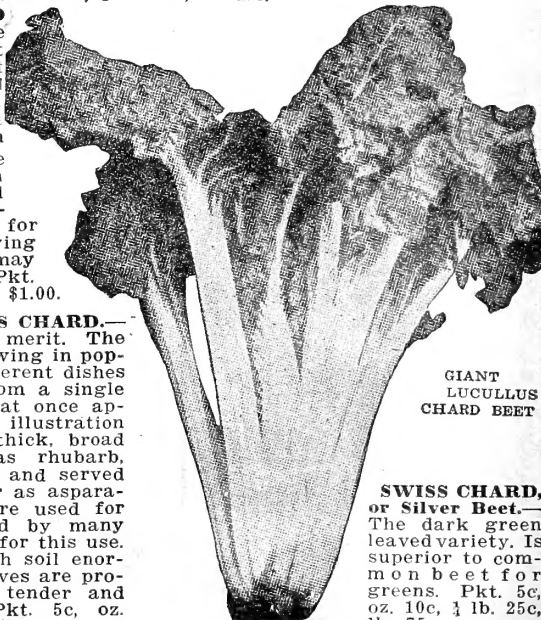 for
ving
may
Pkt.
$1.00.
S CHARD.—
merit. The
ving in pop-
erent dishes
om a single
at once ap-
illustration
thick, broad
as rhubarb,
and served
r as aspara-
re used for
d by many
for this use.
h soil enor-
ves are pro-
tender and
Pkt. 5c, oz.
GIANT
LUCULLUS
CHARD BEET
SWISS CHARD,
or Silver Beet.—
The dark green
leaved variety. Is
superior to com-
mon beet for
greens. Pkt. 5c,
oz. 10c, ¼ lb. 25c,